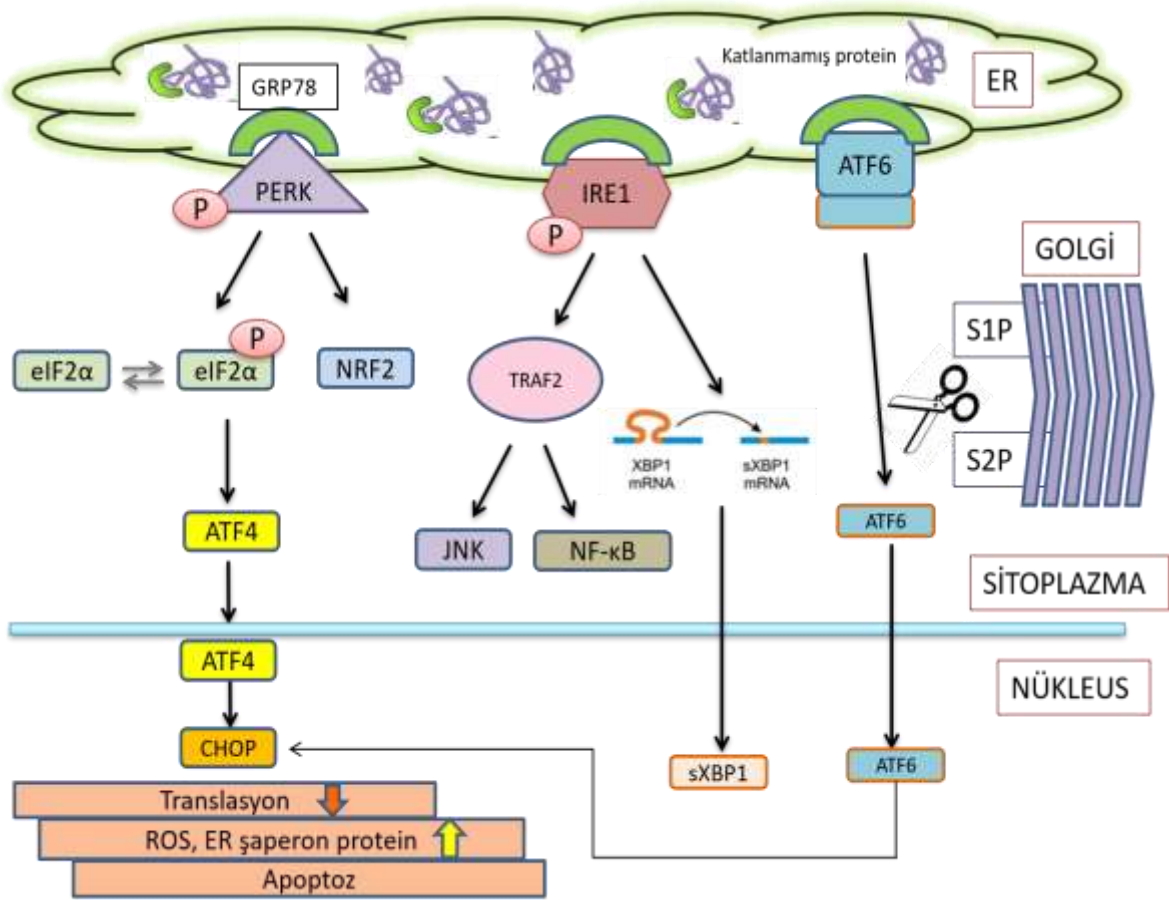 Katlanmamış protein
ER
GRP78
PERK
P
IRE1
P
ATF6
GOLGİ
S1P
S2P
eIF2α
eIF2α
P
NRF2
TRAF2
XBP1
mRNA
sXBP1
mRNA
ATF4
JNK
NF-κB
ATF6
SİTOPLAZMA
ATF4
NÜKLEUS
CHOP
sXBP1
ATF6
Translasyon
ROS, ER şaperon protein
Apoptoz